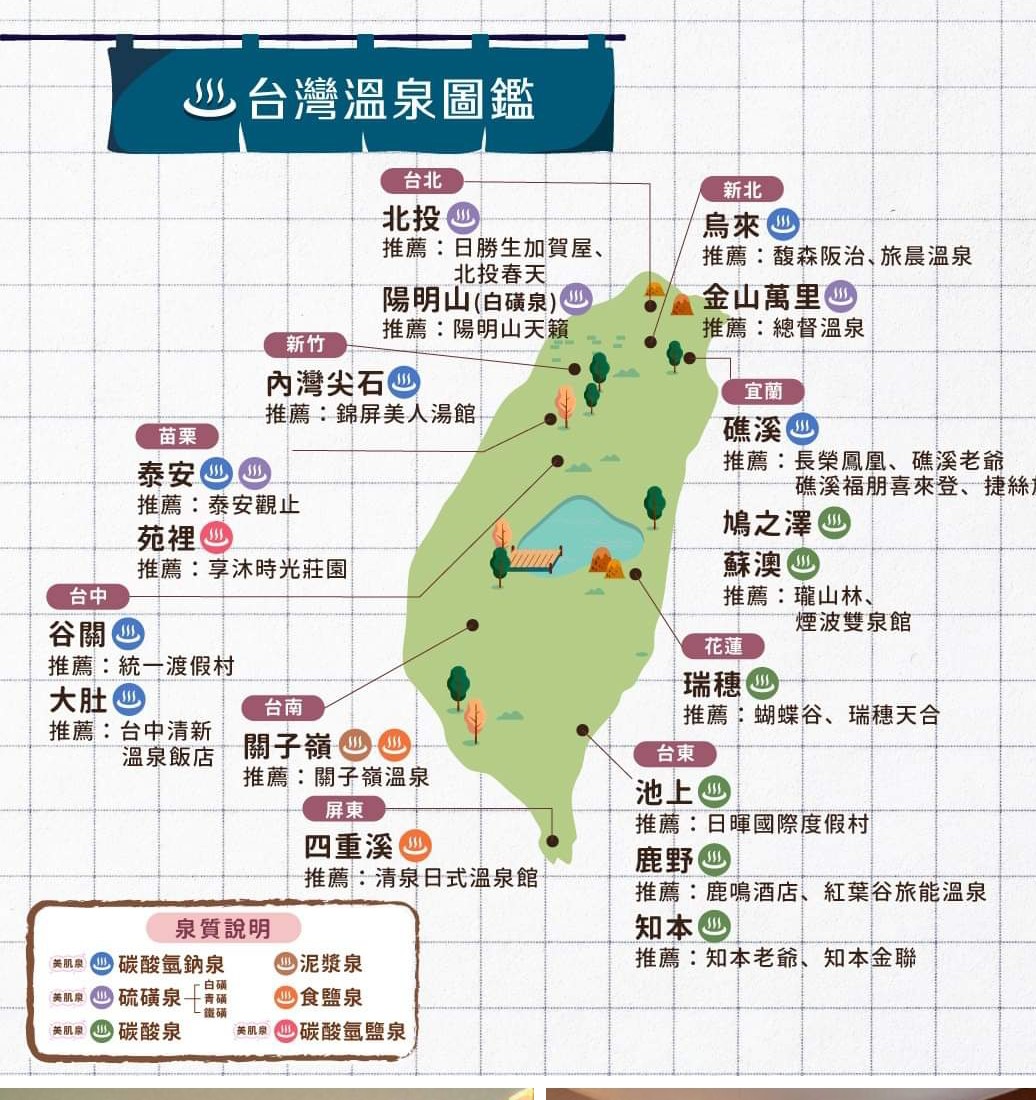 台灣溫泉圖鑑
台北
北投
推薦：日勝生加賀屋、
北投春天
陽明山(白磺泉)
推薦：陽明山天籟
新北
烏來
推薦：馥森阪治、旅晨溫泉
金山萬里
推薦：總督溫泉
新竹
內灣尖石
推薦：錦屏美人湯館
宜蘭
礁溪
推薦：長榮鳳凰、礁溪老爺
礁溪福朋喜來登、捷絲
鳩之澤
蘇澳
推薦：瓏山林、
煙波雙泉館
苗栗
泰安
推薦：泰安觀止
苑裡
推薦：享沐時光莊園
台中
谷關
推薦：統一渡假村
大肚
推薦：台中清新
溫泉飯店
花蓮
瑞穗
推薦：蝴蝶谷、瑞穗天合
台南
關子嶺
推薦：關子嶺溫泉
台東
池上
推薦：日暉國際度假村
鹿野
推薦：鹿鳴酒店、紅葉谷旅能溫泉
知本
推薦：知本老爺、知本金聯
屏東
四重溪
推薦：清泉日式溫泉館
泉質說明
美肌泉 碳酸氫鈉泉
泥漿泉
美肌泉 硫磺泉
白磺
青磺
鐵磺
食鹽泉
美肌泉 碳酸泉
美肌泉 碳酸氫鹽泉